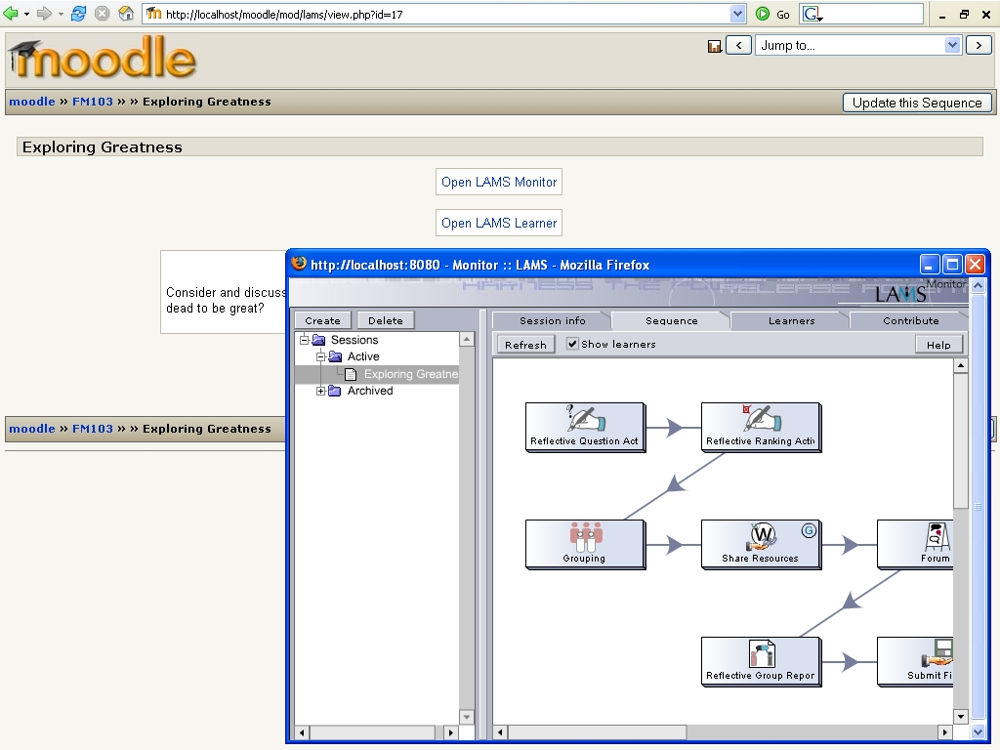 http://localhost/moodle/mod/lams/view.php?id=17
Go
G
moodle
Jump to...
moodle » FM103 » » Exploring Greatness
Update this Sequence
Exploring Greatness
Open LAMS Monitor
Open LAMS Learner
Consider and discuss
dead to be great?
http://localhost:8080 - Monitor :: LAMS - Mozilla Firefox
HARNESS THE
RELEASE
LAMS
Monitor
Create
Delete
Session info
Sequence
Learners
Contribute
Sessions
Active
Exploring Greatne
Archived
Refresh
Show learners
Help
Reflective Question Act
Reflective Ranking Activ
Grouping
W
G
Share Resources
Forum
Reflective Group Repor
Submit Fi
moodle » FM103 » » Exploring Greatness